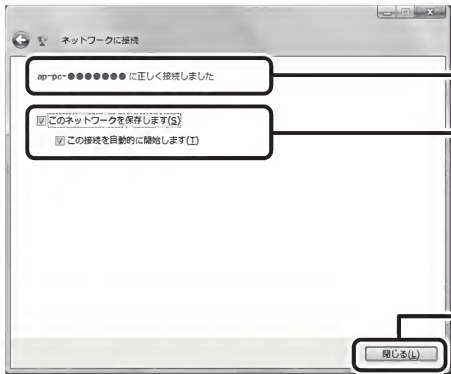 ネットワークに接続
ap-pc-●●●●●●● に正しく接続しました
このネットワークを保存します(S)
この接続を自動的に開始します(T)
閉じる(L)